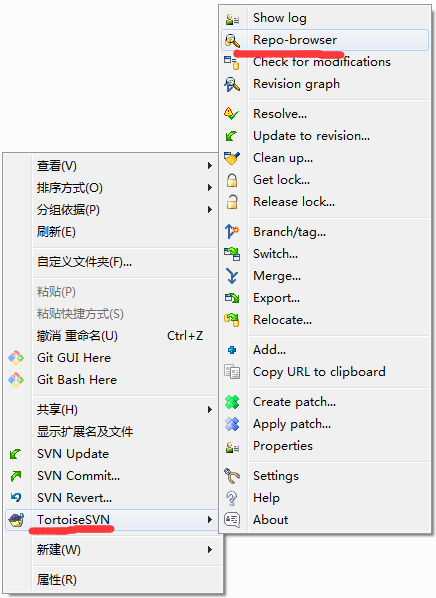 Show log
Repo-browser
Check for modifications
Revision graph
Resolve...
Update to revision...
Clean up...
Get lock...
Release lock...
Branch/tag...
Switch...
Merge...
Export...
Relocate...
Add...
Copy URL to clipboard
Create patch...
Apply patch...
Properties
Settings
Help
About
查看(V)
排序方式(O)
分组依据(P)
刷新(E)
自定义文件夹(F)...
粘贴(P)
粘贴快捷方式(S)
撤消 重命名(U) Ctrl+Z
Git GUI Here
Git Bash Here
共享(H)
显示扩展名及文件
SVN Update
SVN Commit...
SVN Revert...
TortoiseSVN
新建(W)
属性(R)